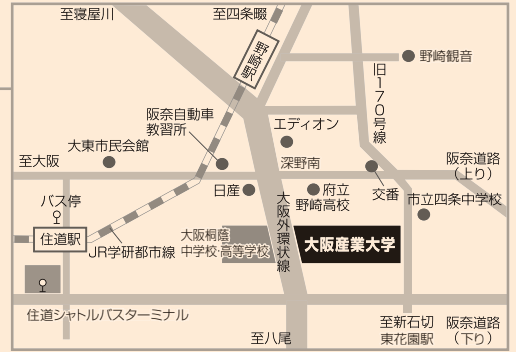 至寝屋川
至四条畷
野崎駅
野崎観音
旧170号線
阪奈自動車
教習所
エディオン
大東市民会館
至大阪
深野南
阪奈道路
(上り)
バス停
日産
府立
野崎高校
交番
市立四条中学校
住道駅
JR学研都市線
大阪桐蔭
中学校・高等学校
大阪外環状線
大阪産業大学
住道シャトルバスターミナル
至八尾
至新石切
東花園駅
阪奈道路
(下り)